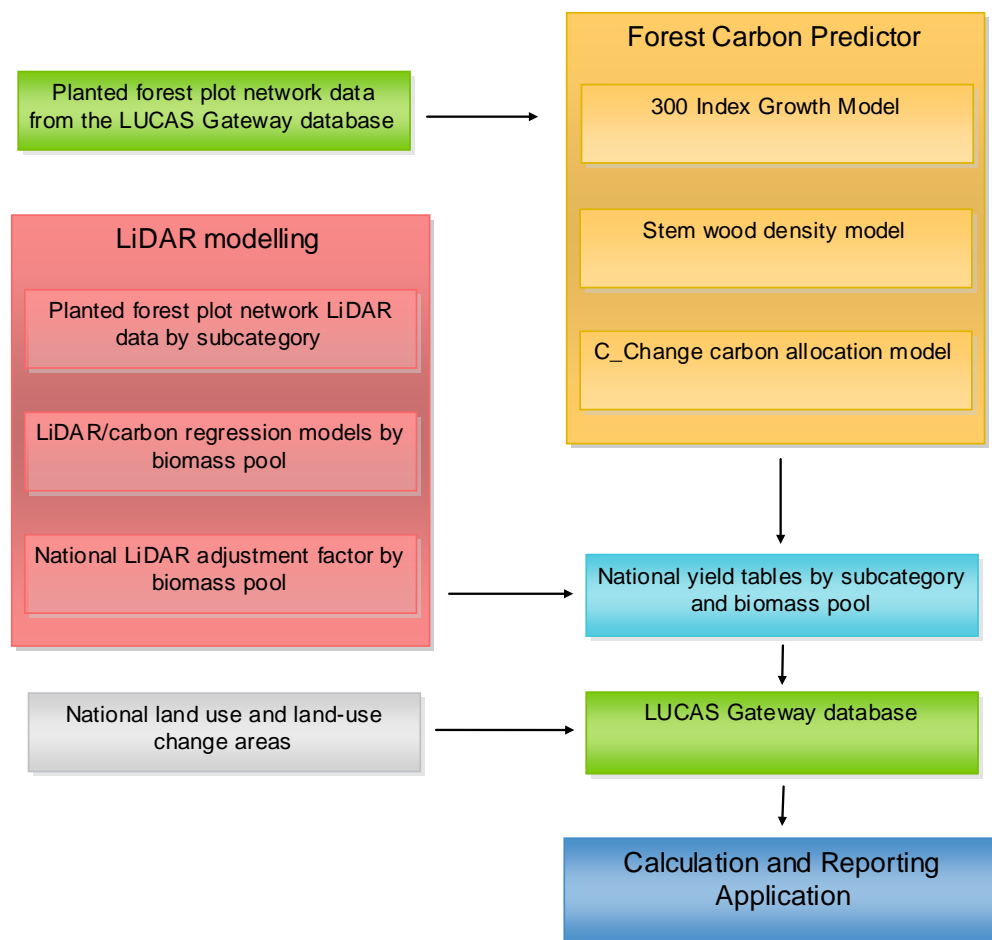 Forest Carbon Predictor
Planted forest plot network data
from the LUCAS Gateway database
300 Index Growth Model
Stem wood density model
C_Change carbon allocation model
LiDAR modelling
Planted forest plot network LiDAR
data by subcategory
LiDAR/carbon regression models by
biomass pool
National LiDAR adjustment factor by
biomass pool
National yield tables by subcategory
and biomass pool
National land use and land-use
change areas
LUCAS Gateway database
Calculation and Reporting
Application